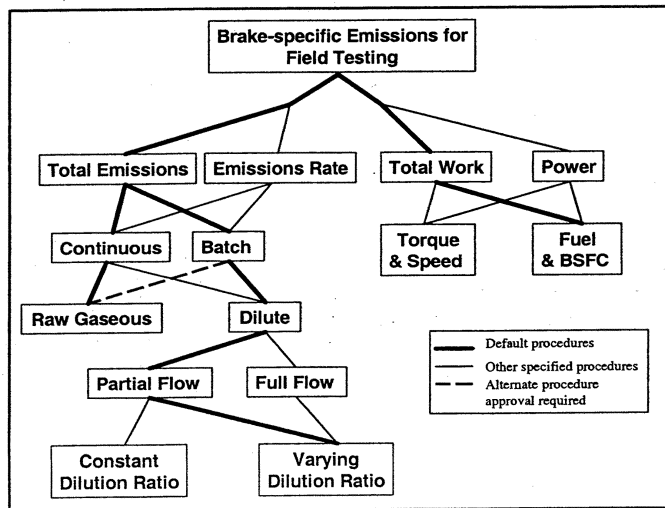 Brake-specific Emissions for
Field Testing
Total Emissions
Emissions Rate
Total Work
Power
Continuous
Batch
Torque
& Speed
Fuel
& BSFC
Raw Gaseous
Dilute
Partial Flow
Full Flow
Constant
Dilution Ratio
Varying
Dilution Ratio
Default procedures
Other specified procedures
Alternate procedure
approval required